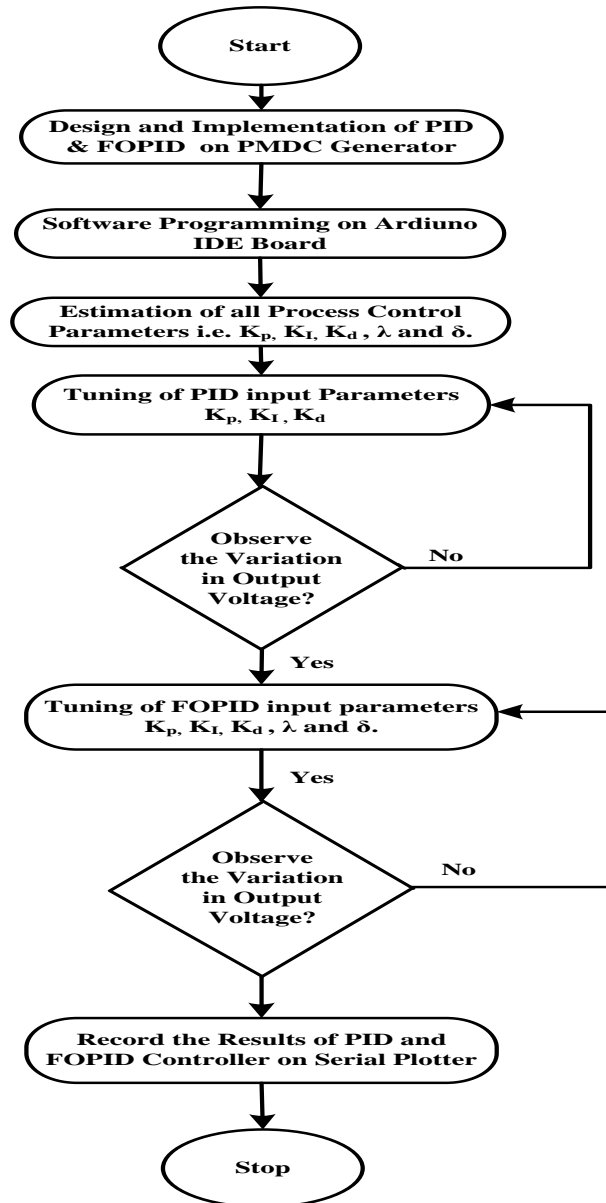 Start
Design and Implementation of PID
& FOPID on PMDC Generator
Software Programming on Ardiuno
IDE Board
Estimation of all Process Control
Parameters i.e. Kp, KI, Kd , λ and δ.
Tuning of PID input Parameters
Kp, KI , Kd
Observe
the Variation
in Output
Voltage?
No
Yes
Tuning of FOPID input parameters
Kp, KI, Kd , λ and δ.
Yes
Observe
the Variation
in Output
Voltage?
No
Record the Results of PID and
FOPID Controller on Serial Plotter
Stop